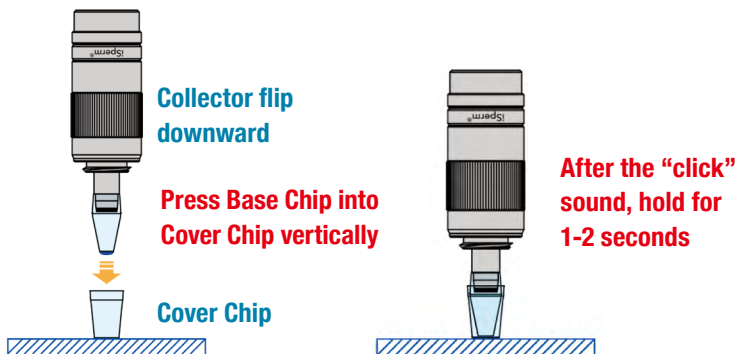 iSperm®
Collector flip
downward
Press Base Chip into
Cover Chip vertically
Cover Chip
iSperm®
After the “click”
sound, hold for
1-2 seconds